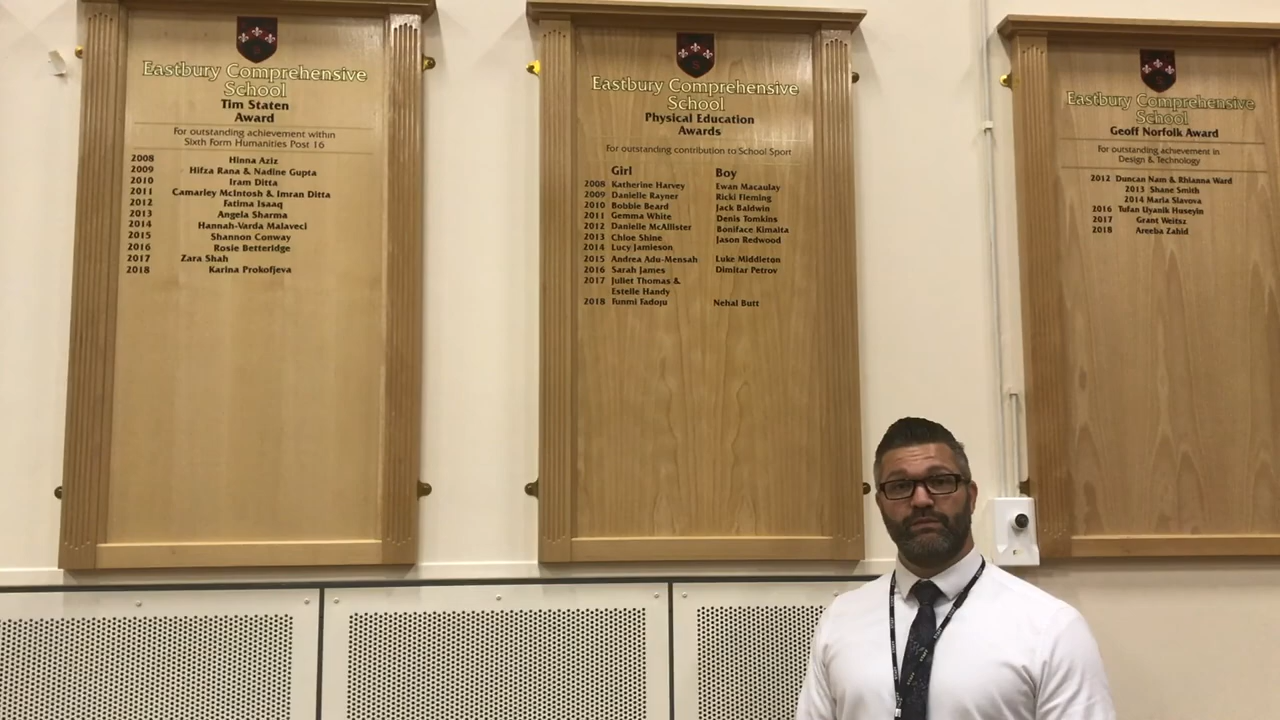 Eastbury Comprehensive
School
Tim Staten
Award
For outstanding achievement within
Sixth Form Humanities Post 16
2008 Hinna Aziz
2009 Hifza Rana & Nadine Gupta
2010 Iram Ditta
2011 Camarley McIntosh & Imran Ditta
2012 Fatima Isaaq
2013 Angela Sharma
2014 Hannah-Varda Malaveci
2015 Shannon Conway
2016 Rosie Betteridge
2017 Zara Shah
2018 Karina Prokofjeva
Eastbury Comprehensive
School
Physical Education
Awards
For outstanding contribution to School Sport
Girl Boy
2008 Katherine Harvey Ewan Macaulay
2009 Danielle Rayner Ricki Fleming
2010 Bobbie Beard Jack Baldwin
2011 Gemma White Denis Tomkins
2012 Danielle McAllister Boniface Kimaita
2013 Chloe Shine Jason Redwood
2014 Lucy Jamieson
2015 Andrea Adu-Mensah Luke Middleton
2016 Sarah James Dimitar Petrov
2017 Juliet Thomas &
Estelle Handy
2018 Funmi Fadoju Nehal Butt
Eastbury Comprehensive
School
Geoff Norfolk Award
For outstanding achievement in
Design & Technology
2012 Duncan Nam & Rhianna Ward
2013 Shane Smith
2014 Maria Slavova
2016 Tufan Uyanik Huseyin
2017 Grant Weitsz
2018 Areeba Zahid